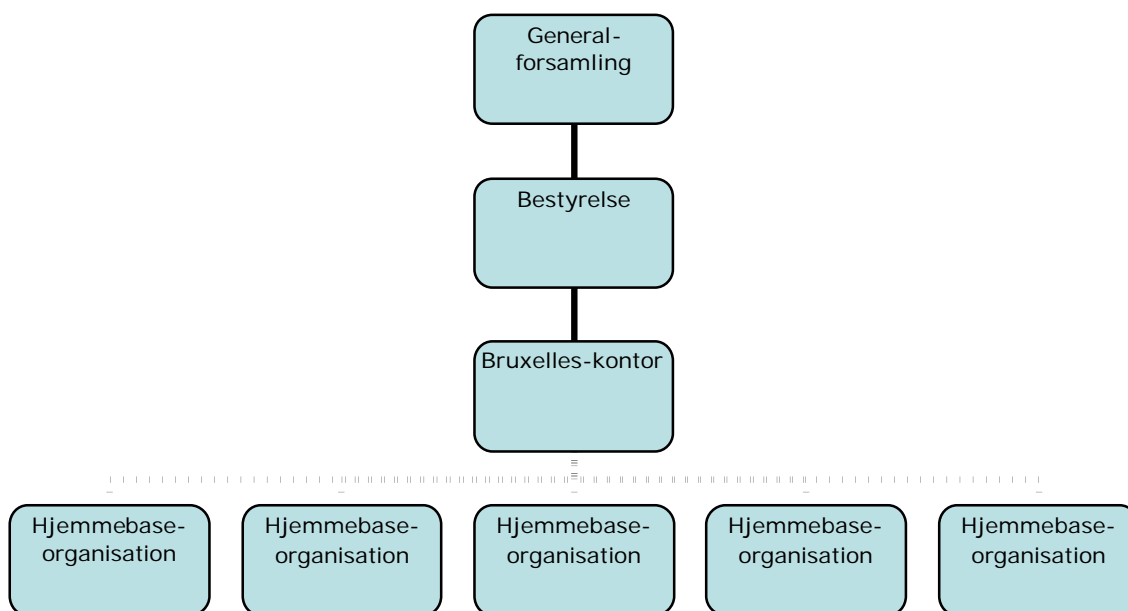 General-
forsamling
Bestyrelse
Bruxelles-kontor
Hjemmebase-
organisation
Hjemmebase-
organisation
Hjemmebase-
organisation
Hjemmebase-
organisation
Hjemmebase-
organisation